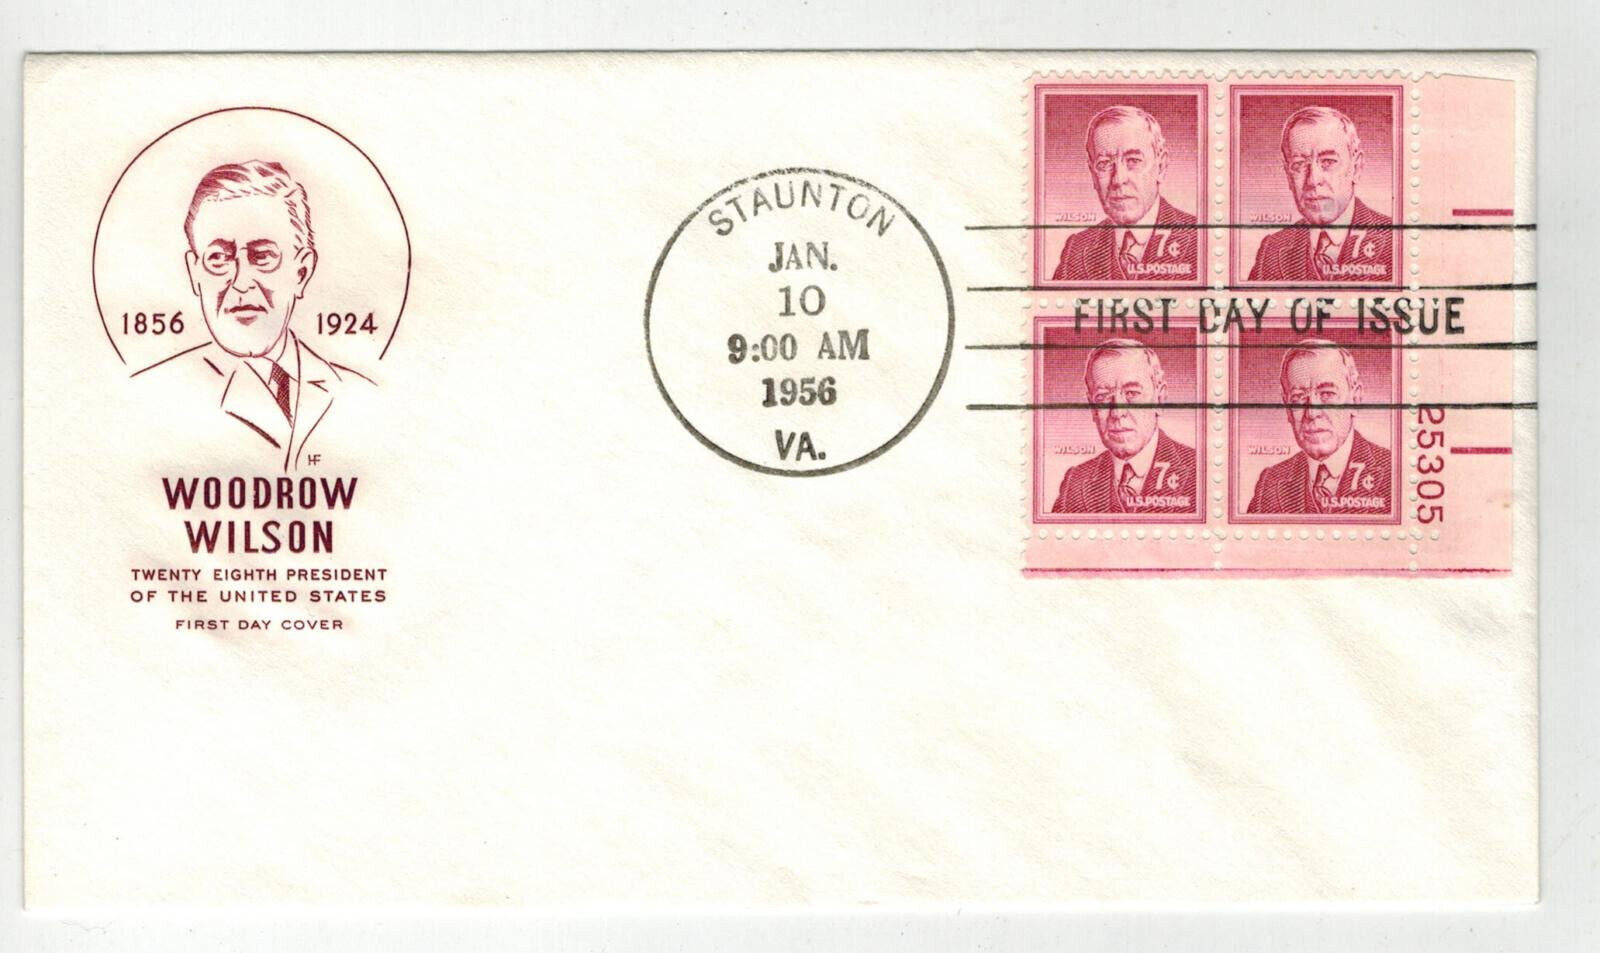 1856 1924
HF
WOODROW
WILSON
TWENTY EIGHTH PRESIDENT
OF THE UNITED STATES
FIRST DAY COVER
STAUNTON
JAN.
10
9:00 AM
1956
VA.
WILSON 7¢
U.S.POSTAGE
WILSON 7¢
U.S.POSTAGE
FIRST DAY OF ISSUE
WILSON 7¢
U.S.POSTAGE
WILSON 7¢
U.S.POSTAGE
25305